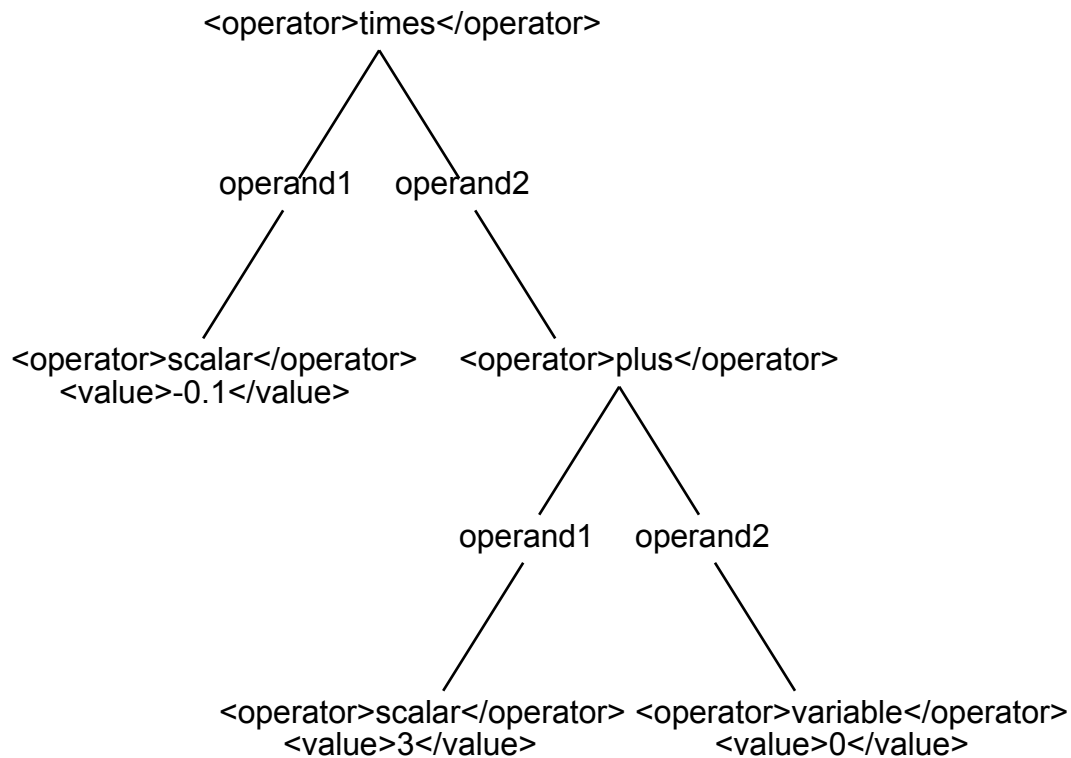 <operator>times</operator>
operand1 operand2
<operator>scalar</operator> <operator>plus</operator>
<value>-0.1</value>
operand1 operand2
<operator>scalar</operator> <operator>variable</operator>
<value>3</value> <value>0</value>